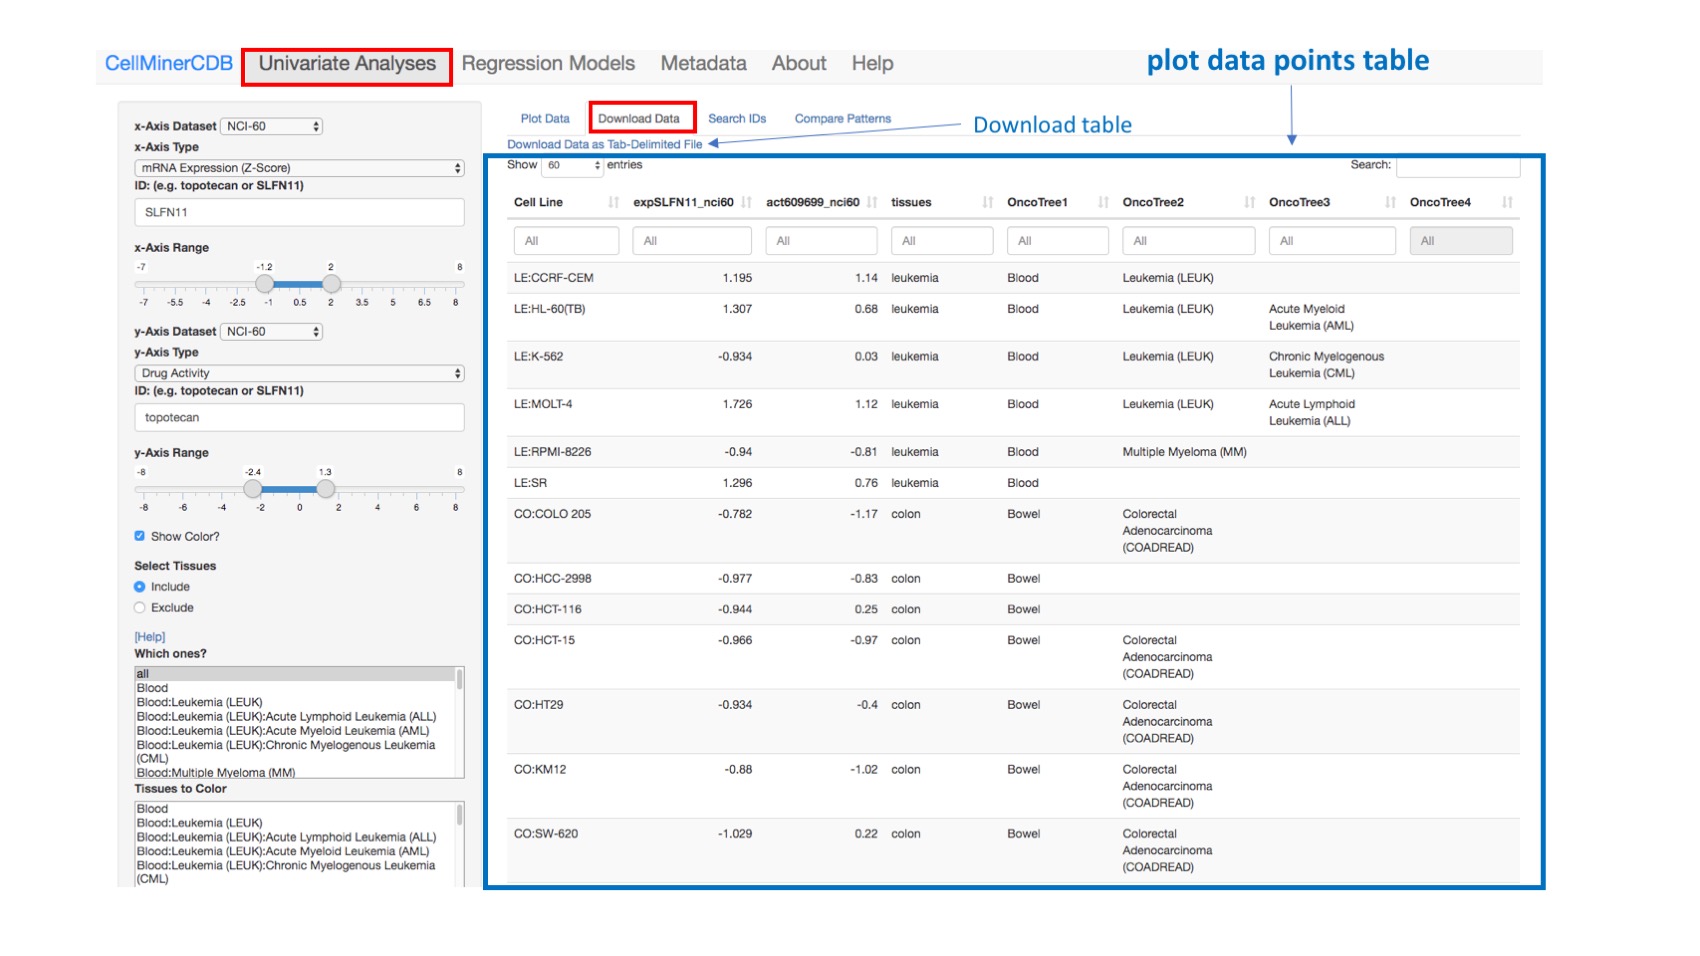 plot data points table
CellMinerCDB Univariate Analyses Regression Models Metadata About Help
x-Axis Dataset NCI-60
x-Axis Type
mRNA Expression (Z-Score)
ID: (e.g. topotecan or SLFN11)
SLFN11
x-Axis Range
-7 -1.2 2 8
-7 -5.5 -4 -2.5 -1 0.5 2 3.5 5 6.5 8
y-Axis Dataset NCI-60
y-Axis Type
Drug Activity
ID: (e.g. topotecan or SLFN11)
topotecan
y-Axis Range
-8 -2.4 1.3 8
-8 -6 -4 -2 0 2 4 6 8
Show Color?
Select Tissues
Include
Exclude
[Help]
Which ones?
all
Blood
Blood:Leukemia (LEUK)
Blood:Leukemia (LEUK):Acute Lymphoid Leukemia (ALL)
Blood:Leukemia (LEUK):Acute Myeloid Leukemia (AML)
Blood:Leukemia (LEUK):Chronic Myelogenous Leukemia
(CML)
Blood:Multiple Myeloma (MM)
Tissues to Color
Blood
Blood:Leukemia (LEUK)
Blood:Leukemia (LEUK):Acute Lymphoid Leukemia (ALL)
Blood:Leukemia (LEUK):Acute Myeloid Leukemia (AML)
Blood:Leukemia (LEUK):Chronic Myelogenous Leukemia
(CML)
Plot Data Download Data Search IDs Compare Patterns
Download table
Download Data as Tab-Delimited File
Show 60 entries Search:
Cell Line expSLFN11_nci60 act609699_nci60 tissues OncoTree1 OncoTree2 OncoTree3 OncoTree4
All All All All All All All All
LE:CCRF-CEM 1.195 1.14 leukemia Blood Leukemia (LEUK)
LE:HL-60(TB) 1.307 0.68 leukemia Blood Leukemia (LEUK) Acute Myeloid
Leukemia (AML)
LE:K-562 -0.934 0.03 leukemia Blood Leukemia (LEUK) Chronic Myelogenous
Leukemia (CML)
LE:MOLT-4 1.726 1.12 leukemia Blood Leukemia (LEUK) Acute Lymphoid
Leukemia (ALL)
LE:RPMI-8226 -0.94 -0.81 leukemia Blood Multiple Myeloma (MM)
LE:SR 1.296 0.76 leukemia Blood
CO:COLO 205 -0.782 -1.17 colon Bowel Colorectal
Adenocarcinoma
(COADREAD)
CO:HCC-2998 -0.977 -0.83 colon Bowel
CO:HCT-116 -0.944 0.25 colon Bowel
CO:HCT-15 -0.966 -0.97 colon Bowel Colorectal
Adenocarcinoma
(COADREAD)
CO:HT29 -0.934 -0.4 colon Bowel Colorectal
Adenocarcinoma
(COADREAD)
CO:KM12 -0.88 -1.02 colon Bowel Colorectal
Adenocarcinoma
(COADREAD)
CO:SW-620 -1.029 0.22 colon Bowel Colorectal
Adenocarcinoma
(COADREAD)